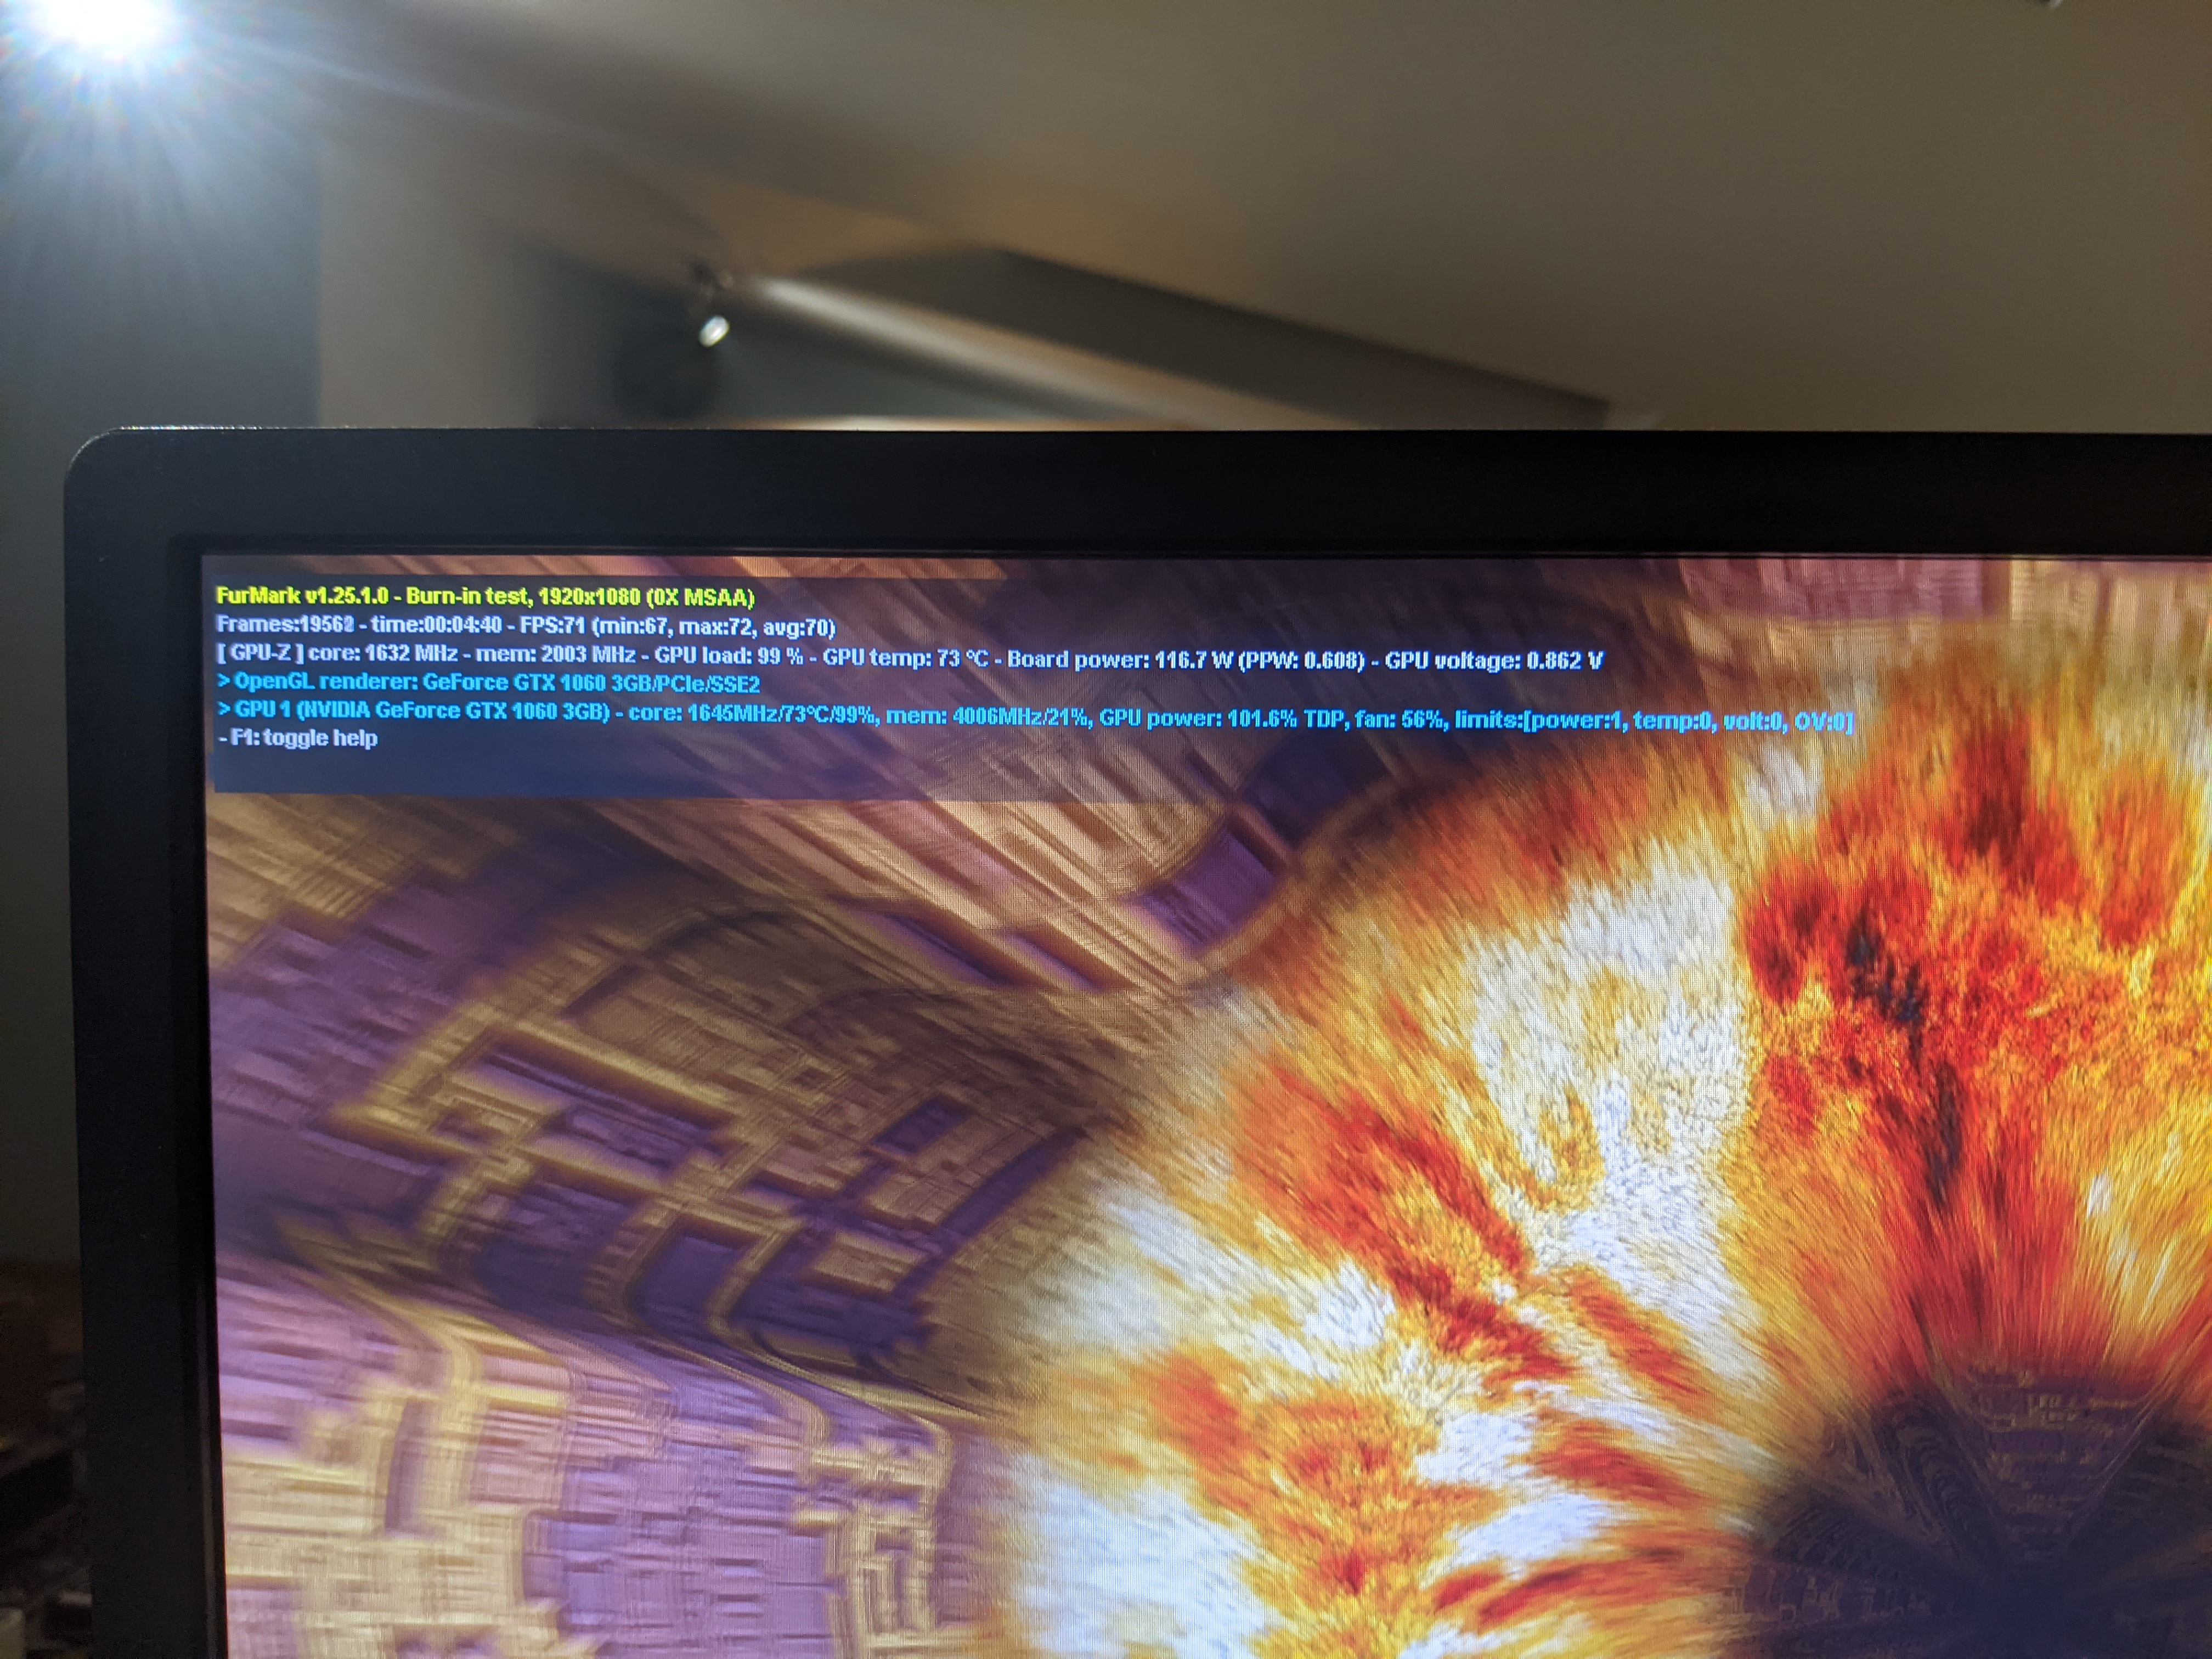 FurMark v1.25.1.0 - Burn-in test, 1920x1080 (0X MSAA)
Frames:19562 - time:00:04:40 - FPS:71 (min:67, max:72, avg:70)
[ GPU-Z ] core: 1632 MHz - mem: 2003 MHz - GPU load: 99 % - GPU temp: 73 °C - Board power: 116.7 W (PPW: 0.608) - GPU voltage: 0.862 V
> OpenGL renderer: GeForce GTX 1060 3GB/PCIe/SSE2
> GPU 1 (NVIDIA GeForce GTX 1060 3GB) - core: 1645MHz/73°C/99%, mem: 4006MHz/21%, GPU power: 101.6% TDP, fan: 56%, limits:[power:1, temp:0, volt:0, OV:0]
- F1: toggle help